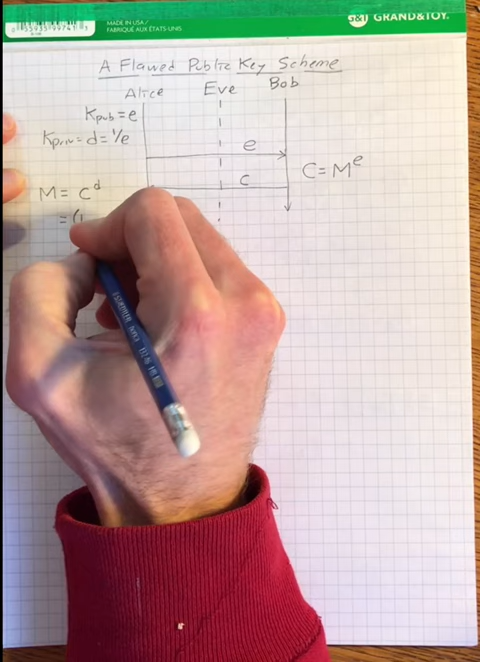 MADE IN USA /
FABRIQUÉ AUX ÉTATS-UNIS
G&T GRAND&TOY.
A Flawed Public Key Scheme
Alice Eve Bob
Kpub = e
Kpriv = d = 1/e
e
C = M^e
C
M = C^d
= (